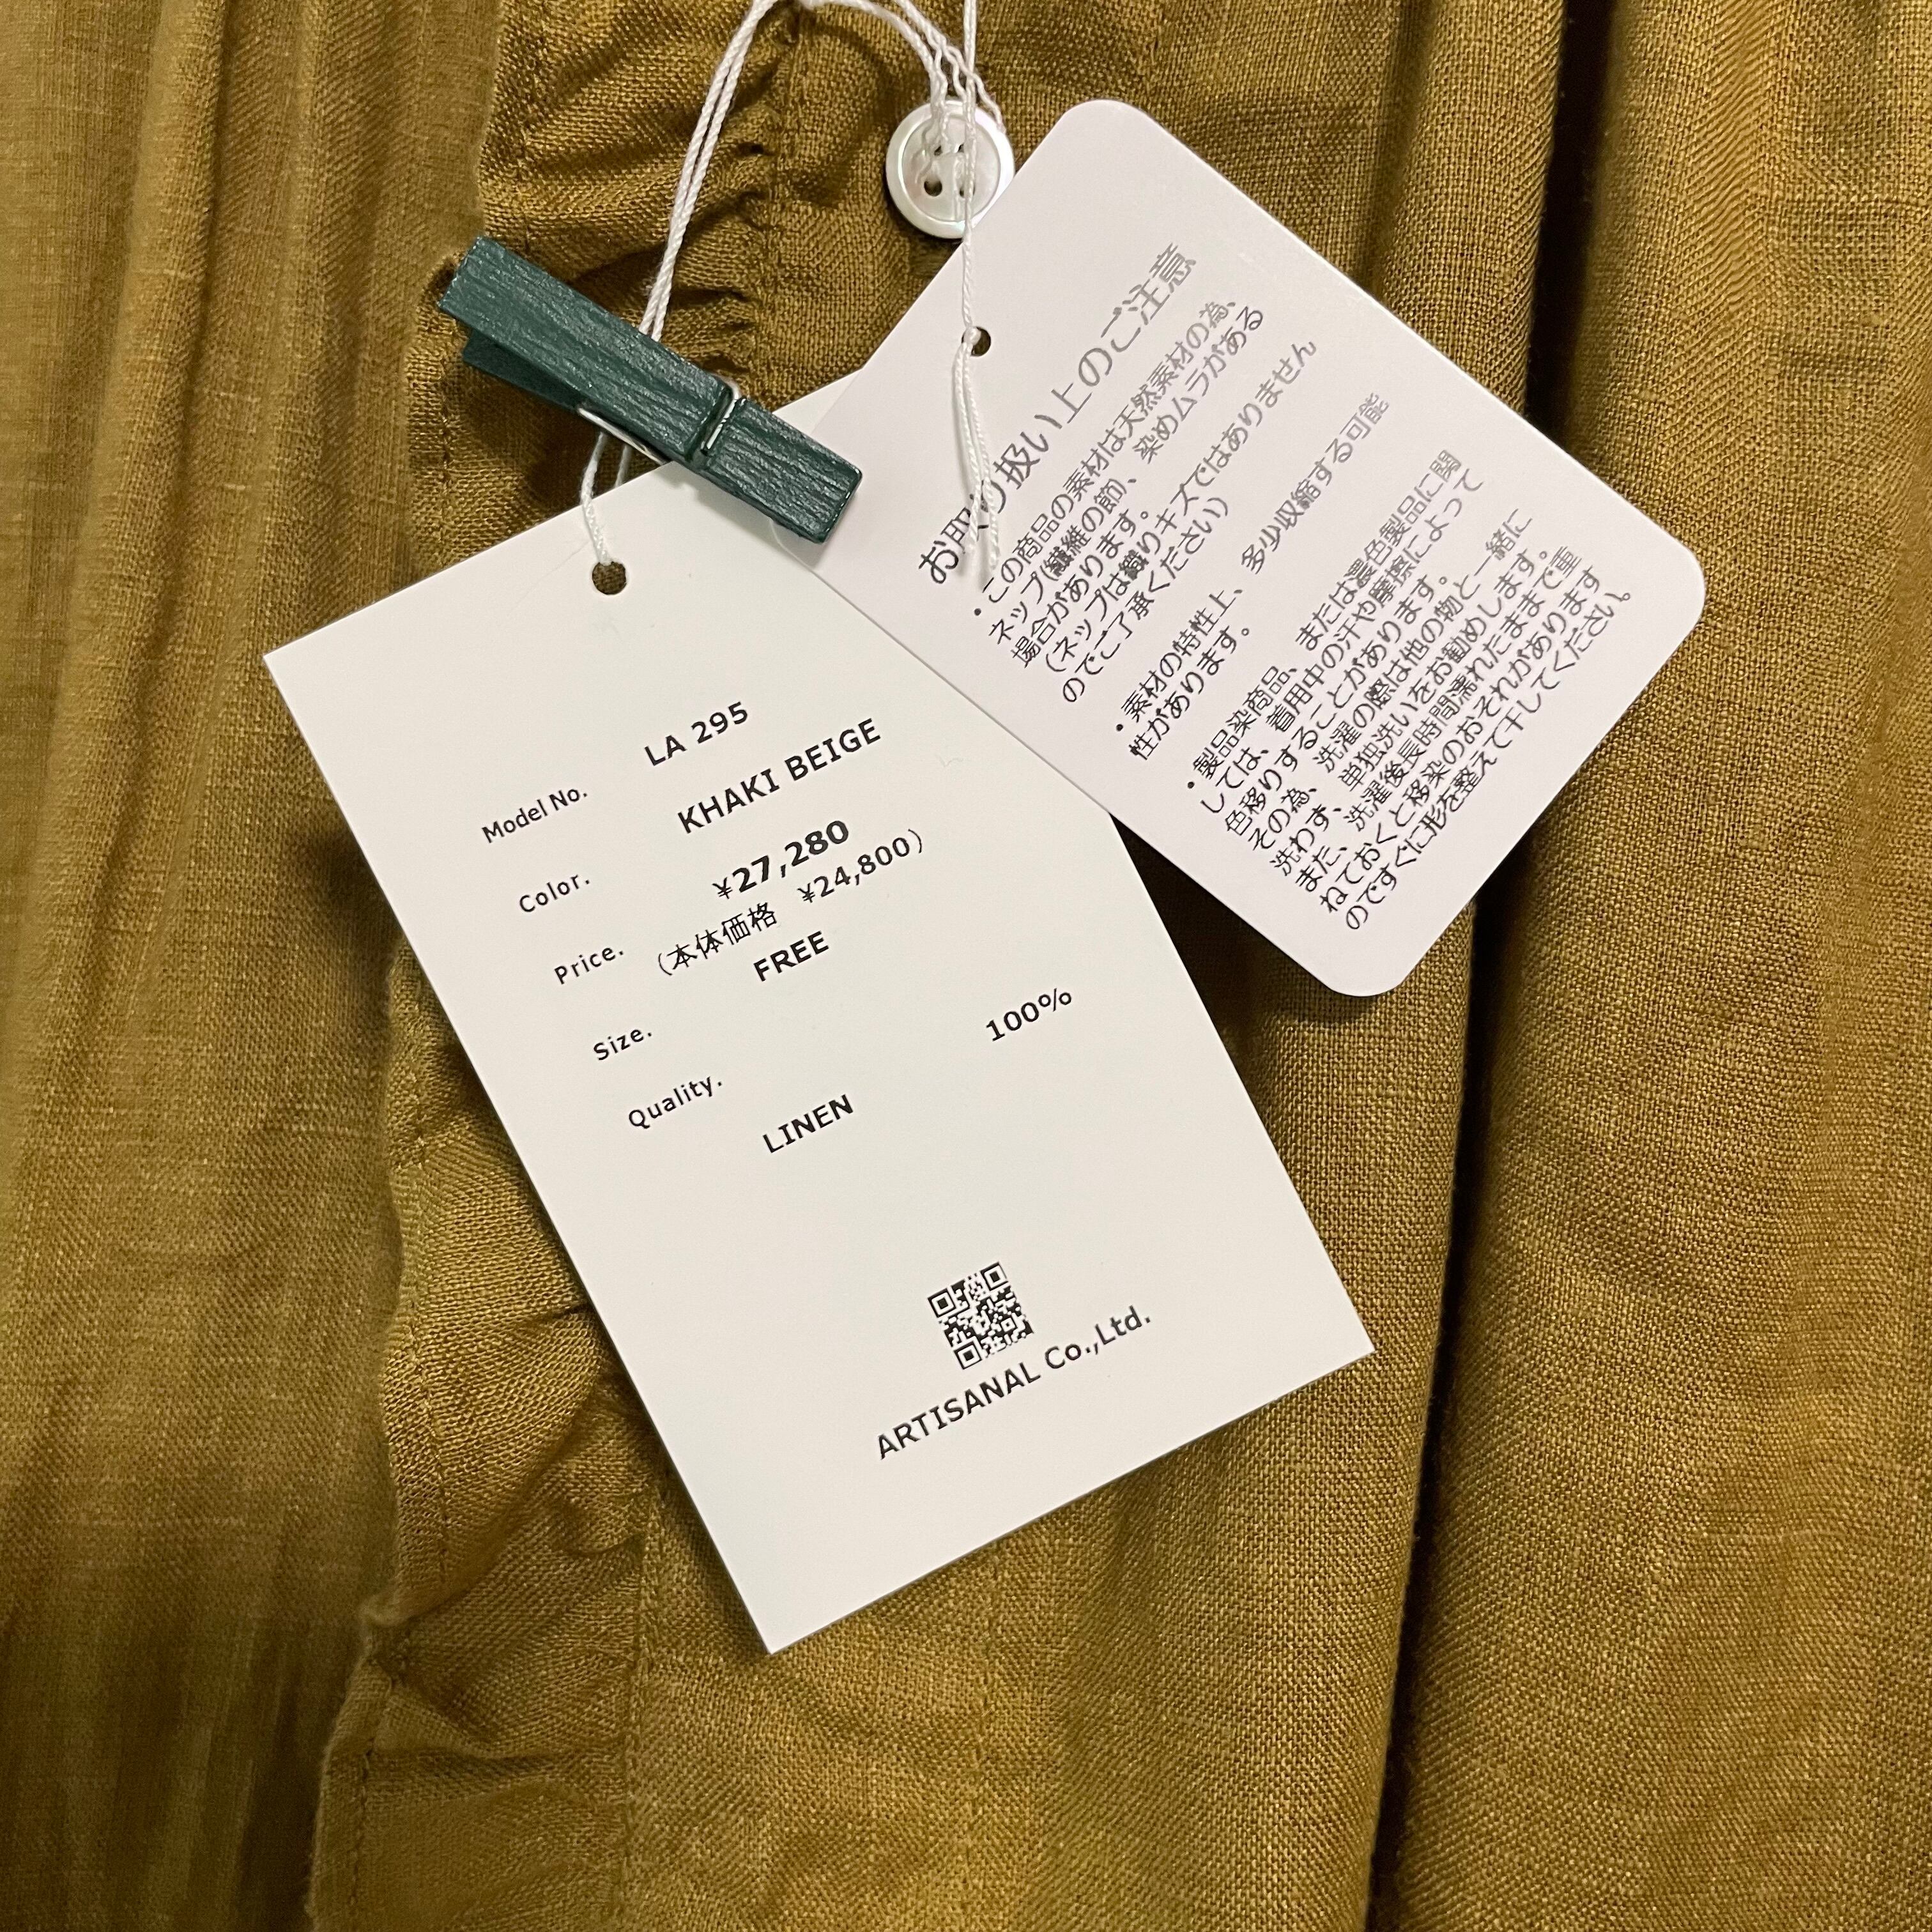 Model No.
LA 295
Color.
KHAKI BEIGE
Price.
¥27,280
(本体価格 ¥24,800)
Size.
FREE
Quality.
100%
LINEN
ARTISANAL Co.,Ltd.
お取り扱い上のご注意
・この商品の素材は天然素材の為、
ネップ(繊維の節、染めムラがある
場合があります。
(ネップは織りキズではありません
のでご了承ください)
・素材の特性上、多少収縮する可能
性があります。
・製品染商品、または濃色製品に関
しては、着用中の汗や摩擦によって
色移りすることがあります。
その為、洗濯の際は他の物と一緒に
洗わず、単独洗いをお勧めします。
また、洗濯後長時間濡れたままで重
ねておくと移染のおそれがあります
のですぐに形を整えて干してください。